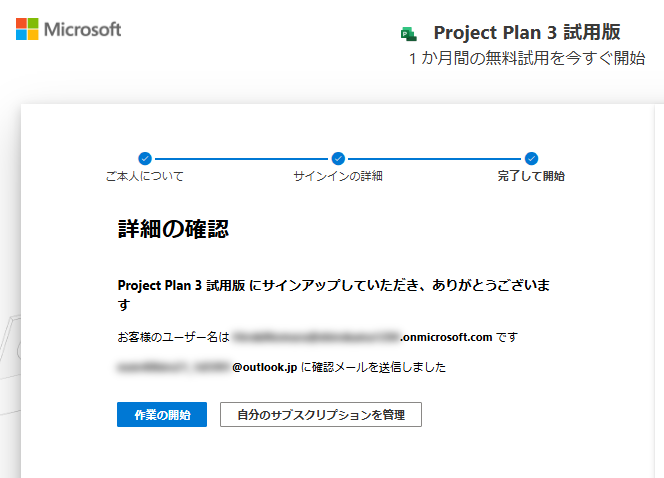 Microsoft
Project Plan 3 試用版
1 か月間の無料試用を今すぐ開始
ご本人について
サインインの詳細
完了して開始
詳細の確認
Project Plan 3 試用版 にサインアップしていただき、ありがとうございま
す
お客様のユーザー名は .onmicrosoft.com です
@outlook.jp に確認メールを送信しました
作業の開始
自分のサブスクリプションを管理